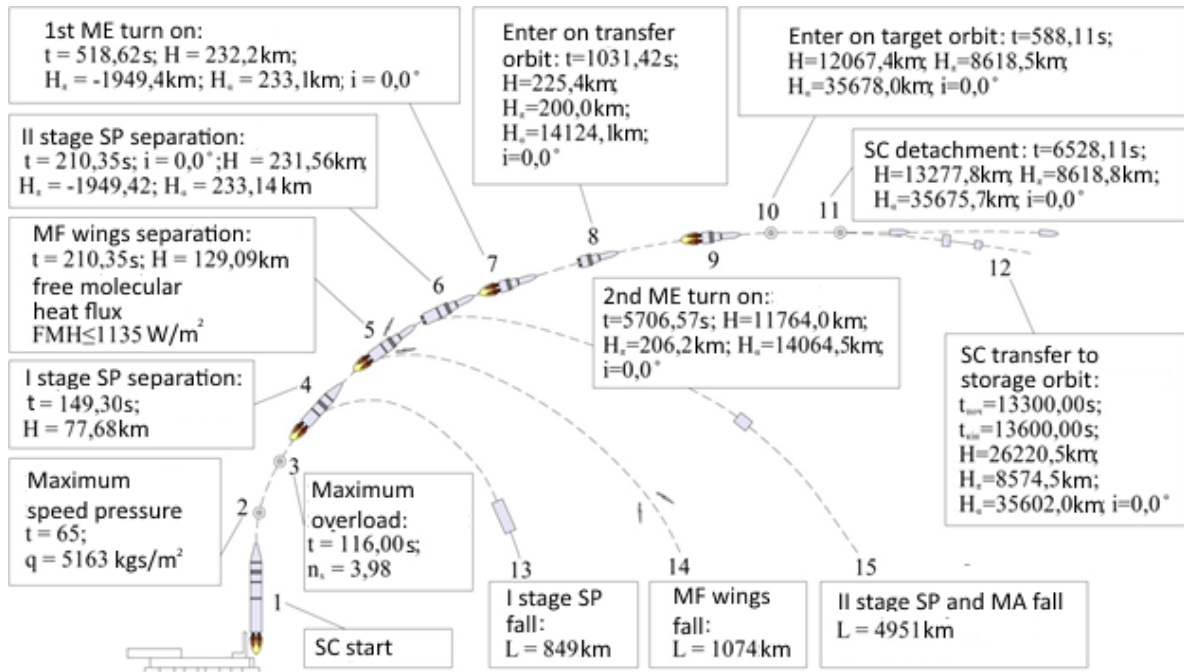 1st ME turn on:
t = 518,62s; H = 232,2km;
H = -1949,4km; H = 233,1km; i = 0,0°
Enter on transfer
orbit: t=1031,42s;
H=225,4km;
H =200,0km;
H =14124,1km;
i=0,0°
Enter on target orbit: t=588,11s;
H=12067,4km; H =8618,5km;
H =35678,0km; i=0,0°
II stage SP separation:
t = 210,35s; i = 0,0°;H = 231,56km;
H = -1949,42; H = 233,14 km
SC detachment: t=6528,11s;
H=13277,8km; H =8618,8km;
H =35675,7km; i=0,0°
MF wings separation:
t = 210,35s; H = 129,09km
free molecular
heat flux
FMH≤1135 W/m²
I stage SP separation:
t = 149,30s;
H = 77,68km
2nd ME turn on:
t=5706,57s; H=11764,0km;
H =206,2km; H =14064,5km;
i=0,0°
SC transfer to
storage orbit:
t =13300,00s;
t =13600,00s;
H=26220,5km;
H =8574,5km;
H =35602,0km; i=0,0°
Maximum
speed pressure
t = 65;
q = 5163 kgs/m²
Maximum
overload:
t = 116,00s;
n = 3,98
SC start
I stage SP
fall:
L = 849km
MF wings
fall:
L = 1074km
II stage SP and MA fall
L = 4951km
1
2
3
4
5
6
7
8
9
10
11
12
13
14
15